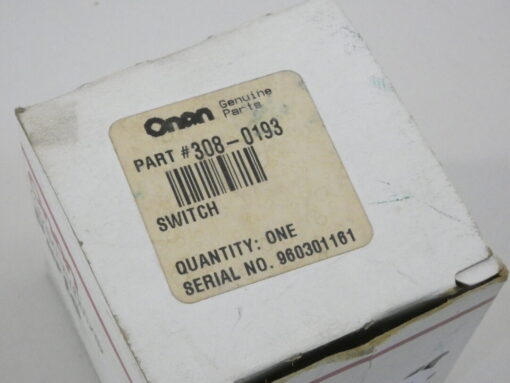 Onan Genuine
Parts
PART #308-0193
SWITCH
QUANTITY: ONE
SERIAL NO. 960301161